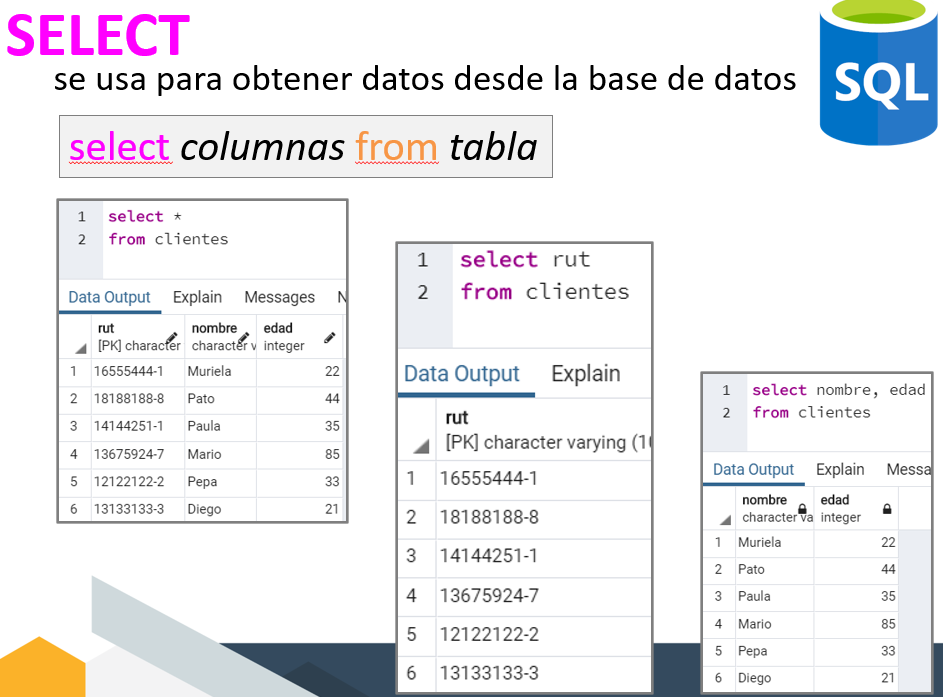 SELECT
se usa para obtener datos desde la base de datos
SQL
select columnas from tabla
1 select *
2 from clientes
Data Output Explain Messages N
rut nombre edad
[PK] character character v integer
1 16555444-1 Muriela 22
2 18188188-8 Pato 44
3 14144251-1 Paula 35
4 13675924-7 Mario 85
5 12122122-2 Pepa 33
6 13133133-3 Diego 21
1 select rut
2 from clientes
Data Output Explain
rut
[PK] character varying (10
1 16555444-1
2 18188188-8
3 14144251-1
4 13675924-7
5 12122122-2
6 13133133-3
1 select nombre, edad
2 from clientes
Data Output Explain Messa
nombre edad
character va integer
1 Muriela 22
2 Pato 44
3 Paula 35
4 Mario 85
5 Pepa 33
6 Diego 21